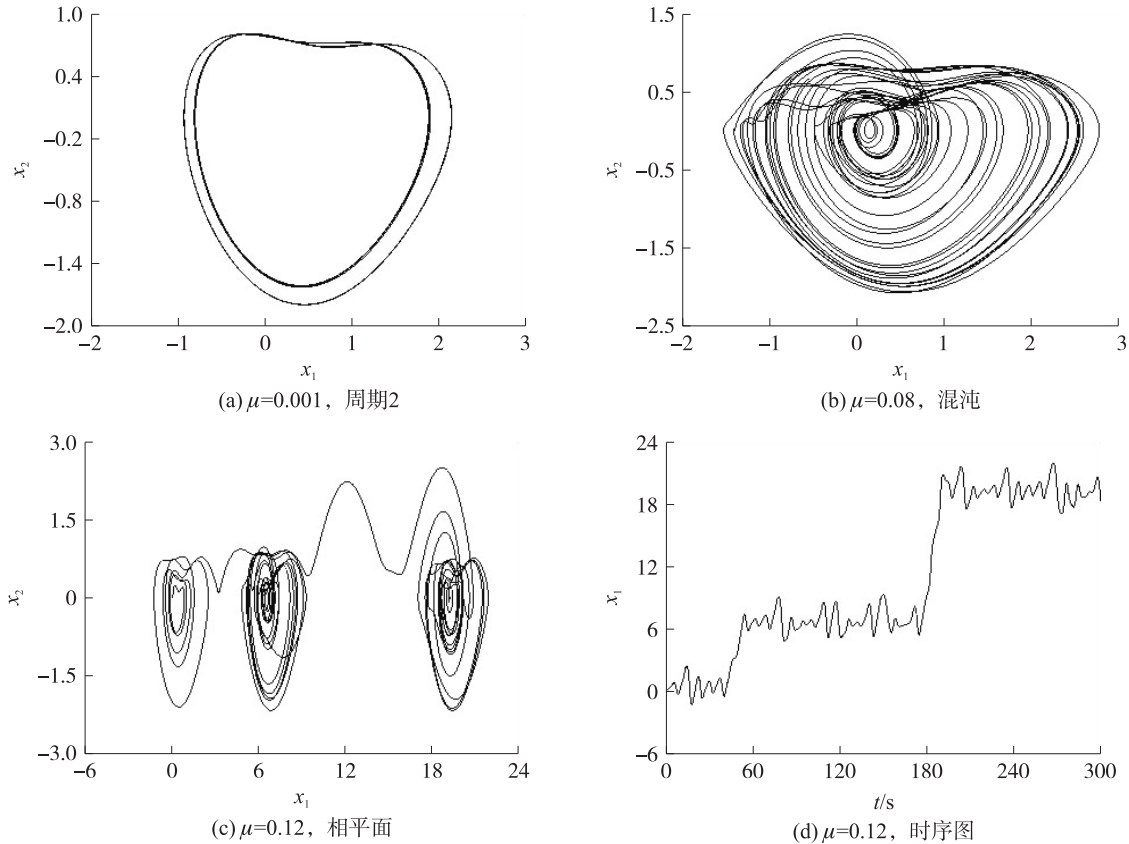 1.0
0.4
−0.2
−0.8
−1.4
−2.0
−2 −1 0 1 2 3
x₂
x₁
(a) μ=0.001，周期2
1.5
0.5
−0.5
−1.5
−2.5
−2 −1 0 1 2 3
x₂
x₁
(b) μ=0.08，混沌
3.0
1.5
0
−1.5
−3.0
−6 0 6 12 18 24
x₂
x₁
(c) μ=0.12，相平面
24
18
12
6
0
−6
0 60 120 180 240 300
x₁
t/s
(d) μ=0.12，时序图